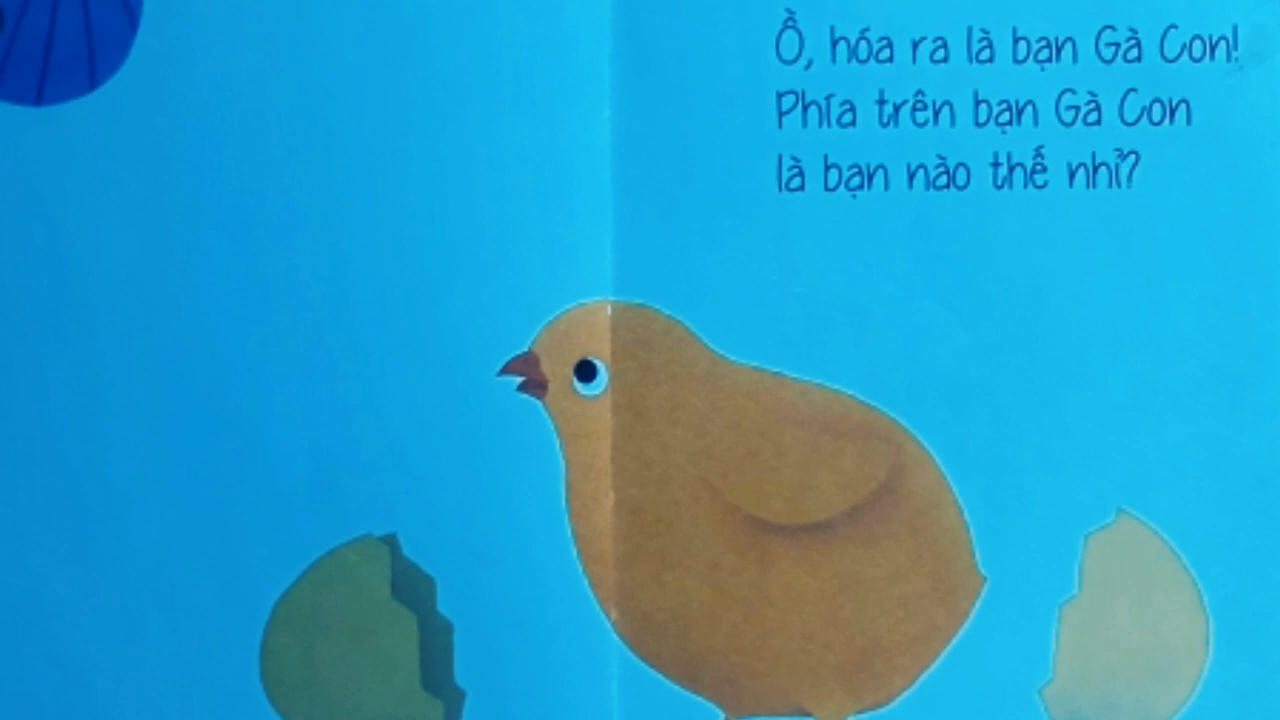 Ồ, hóa ra là bạn Gà Con!
Phía trên bạn Gà Con
là bạn nào thế nhỉ?